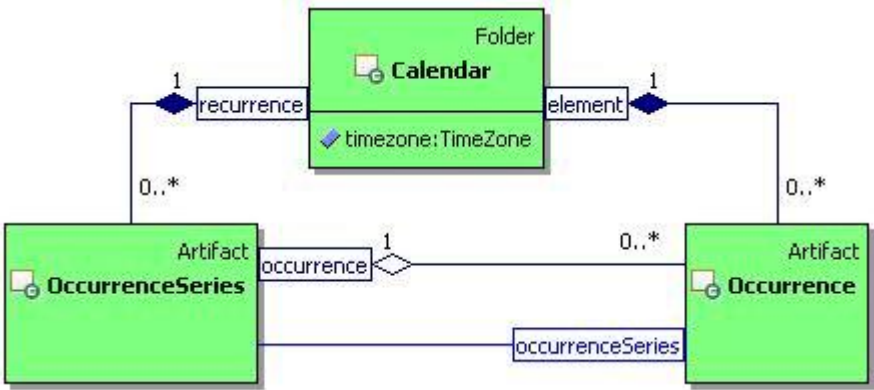 Folder
Calendar
1
recurrence
element
1
timezone:TimeZone
0..*
0..*
Artifact
OccurrenceSeries
occurrence
1
0..*
Artifact
Occurrence
occurrenceSeries